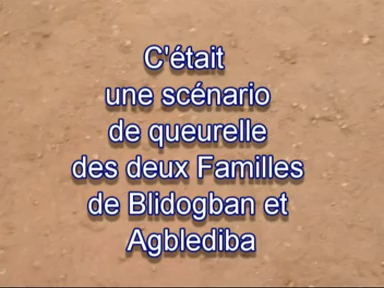 C'était
une scénario
de queurelle
des deux Familles
de Blidogban et
Agblediba